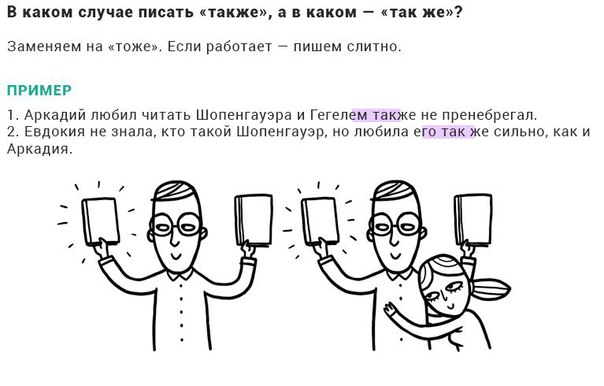 В каком случае писать «также», а в каком — «так же»?
Заменяем на «тоже». Если работает — пишем слитно.
ПРИМЕР
1. Аркадий любил читать Шопенгауэра и Гегелем также не пренебрегал.
2. Евдокия не знала, кто такой Шопенгауэр, но любила его так же сильно, как и
Аркадия.